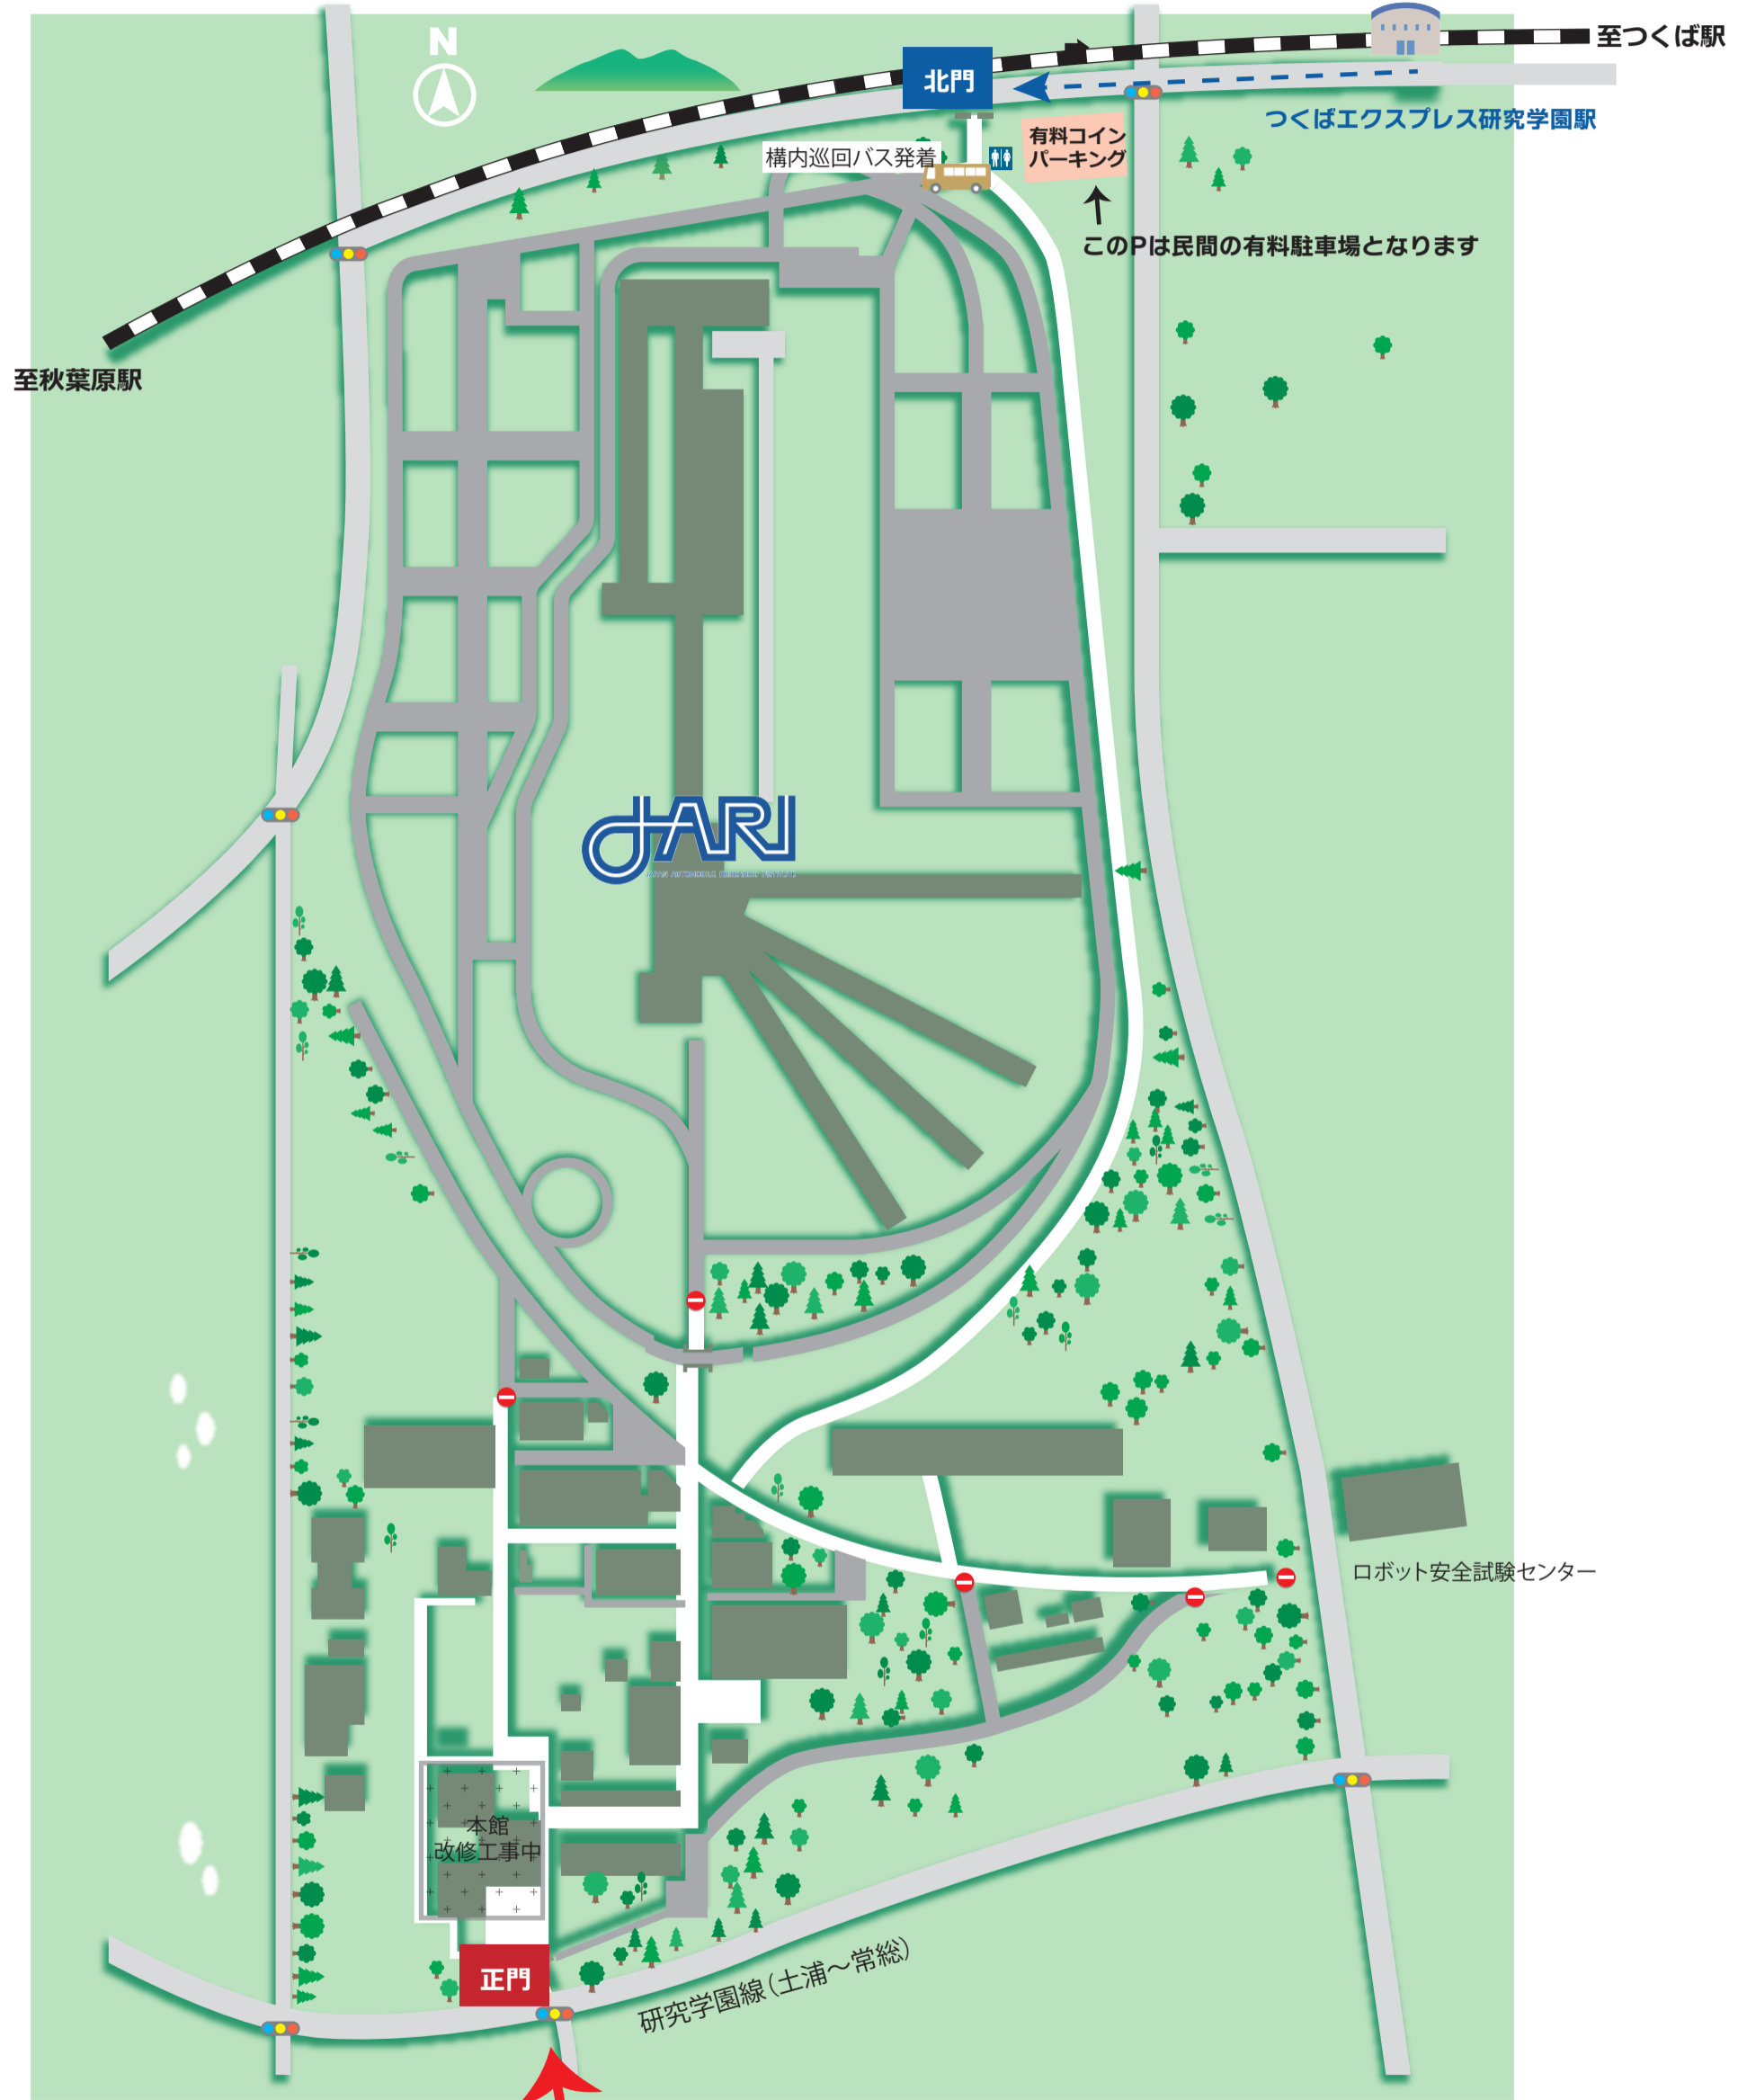 至つくば駅
N
北門
つくばエクスプレス研究学園駅
有料コイン
パーキング
構内巡回バス発着
このPは民間の有料駐車場となります
至秋葉原駅
JARI
JAPAN AUTOMOBILE RESEARCH INSTITUTE
ロボット安全試験センター
本館
改修工事中
正門
研究学園線（土浦～常総）